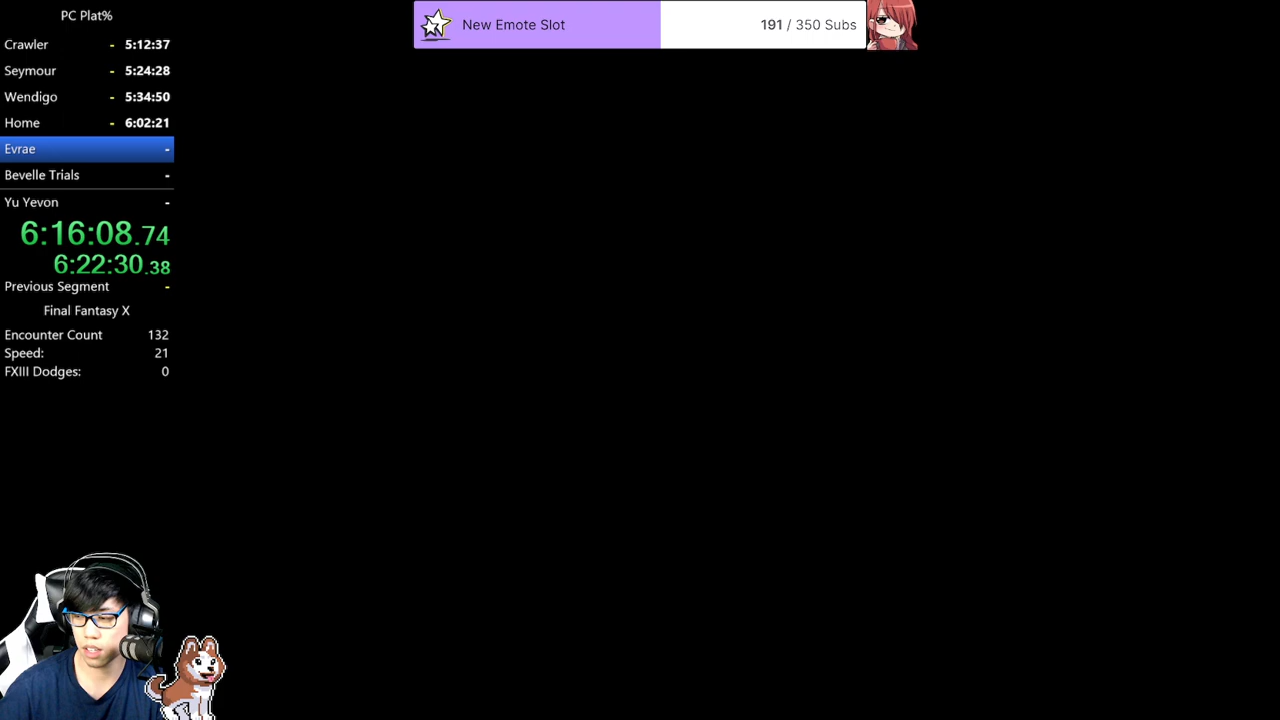 PC Plat%
New Emote Slot 191 / 350 Subs
Crawler - 5:12:37
Seymour - 5:24:28
Wendigo - 5:34:50
Home - 6:02:21
Evrae -
Bevelle Trials -
Yu Yevon -
6:16:08.74
6:22:30.38
Previous Segment -
Final Fantasy X
Encounter Count 132
Speed: 21
FXIII Dodges: 0